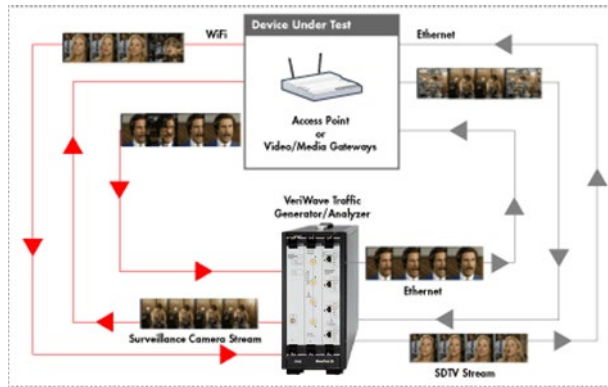 Device Under Test
WiFi
Ethernet
Access Point
or
Video/Media Gateways
VeriWave Traffic
Generator/Analyzer
Ethernet
Surveillance Camera Stream
SDTV Stream